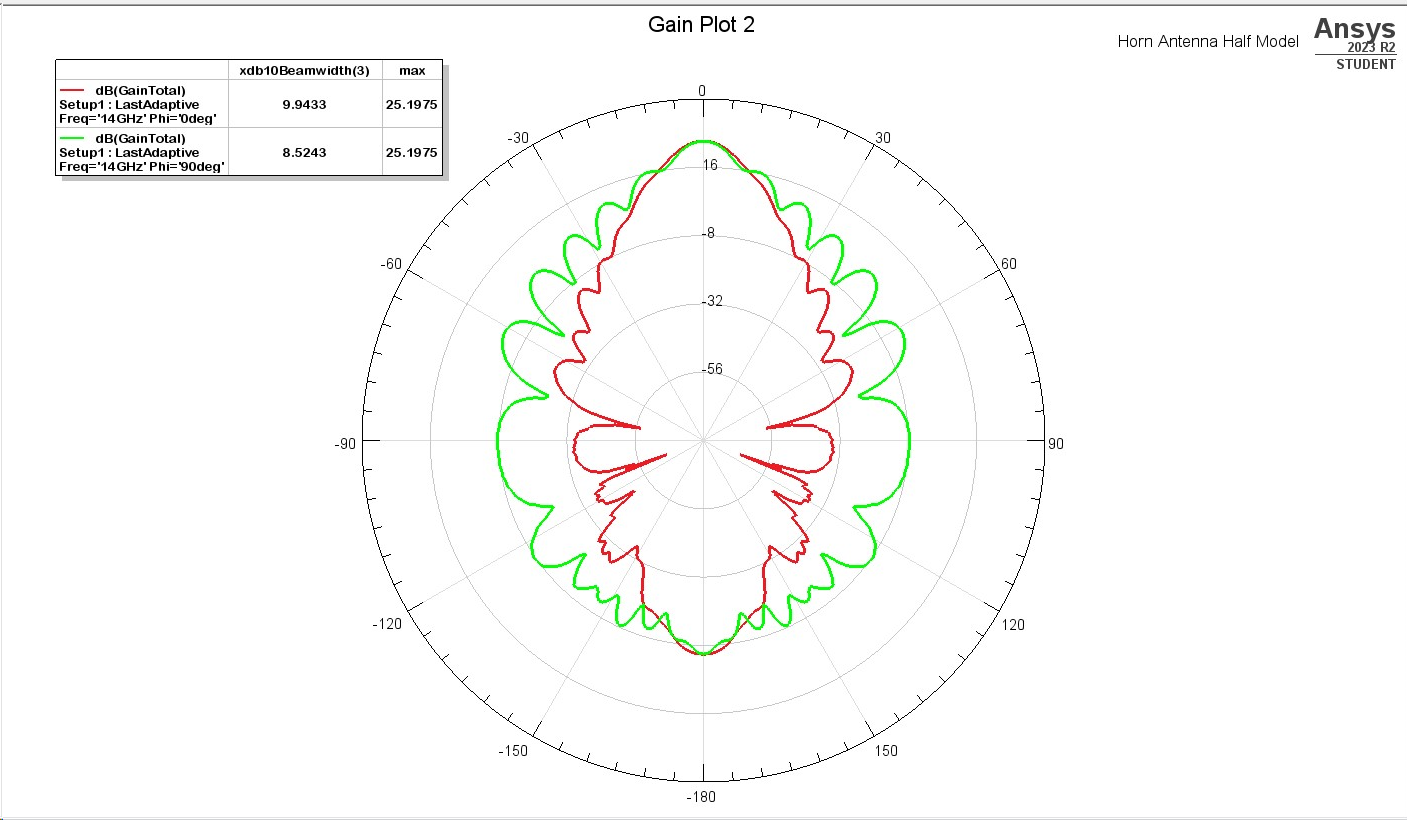 Gain Plot 2
Horn Antenna Half Model
Ansys
2023 R2
STUDENT
xdb10Beamwidth(3) max
dB(GainTotal)
Setup1 : LastAdaptive 9.9433 25.1975
Freq='14GHz' Phi='0deg'
dB(GainTotal)
Setup1 : LastAdaptive 8.5243 25.1975
Freq='14GHz' Phi='90deg'
0
-30 30
16
-8
-60 60
-32
-56
-90 90
-120 120
-150 150
-180